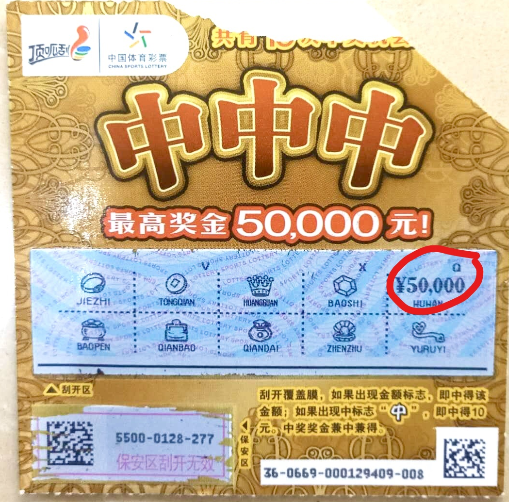 顶呱刮
中国体育彩票
CHINA SPORTS LOTTERY
共有
中中中
最高奖金50,000元!
V
X
Q
¥50,000
JIEZHI
TONGQIAN
HUANGGUAN
BAOSHI
BAOPEN
QIANBAO
QIANDAI
ZHENZHU
YURUYI
刮开区
刮开覆盖膜,如果出现金额标志,即中得该
金额;如果出现中标志“中”,即中得10
元。中奖奖金兼中兼得。
5500-0128-277
保安区刮开无效
保安区
36-0669-000129409-008